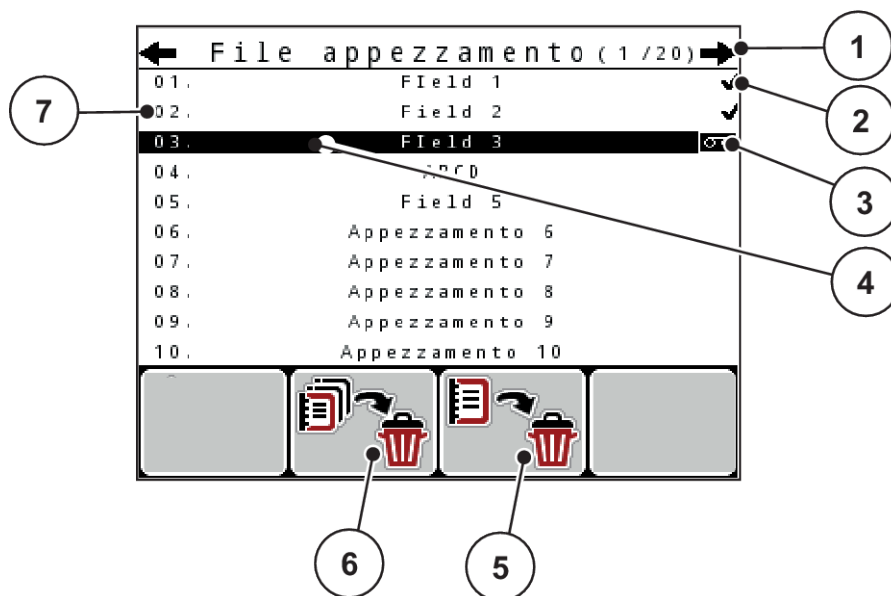 File appezzamento (1/20)
01. FIeld 1
02. Field 2
03. FIeld 3
04. ABCD
05. Field 5
06. Appezzamento 6
07. Appezzamento 7
08. Appezzamento 8
09. Appezzamento 9
10. Appezzamento 10
1
2
3
4
5
6
7